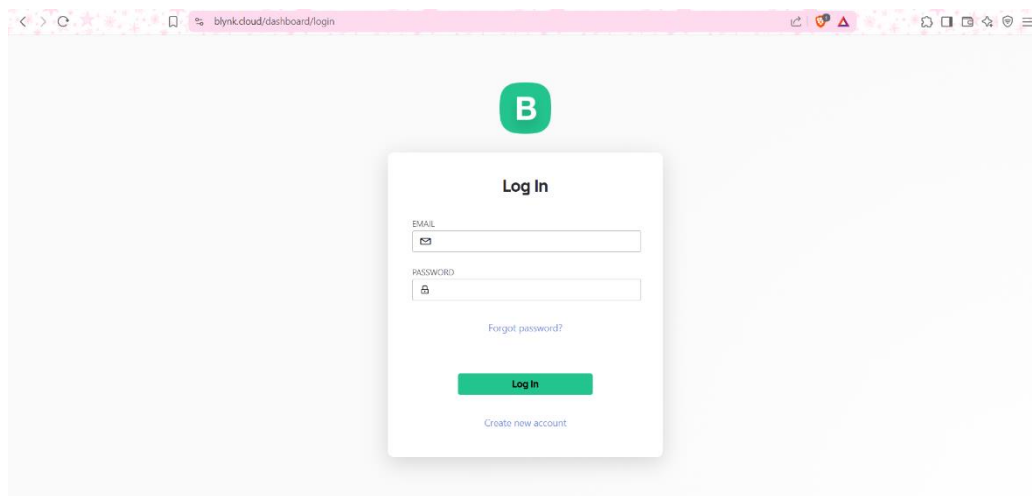 blynk.cloud/dashboard/login
B
Log In
EMAIL
PASSWORD
Forgot password?
Log In
Create new account